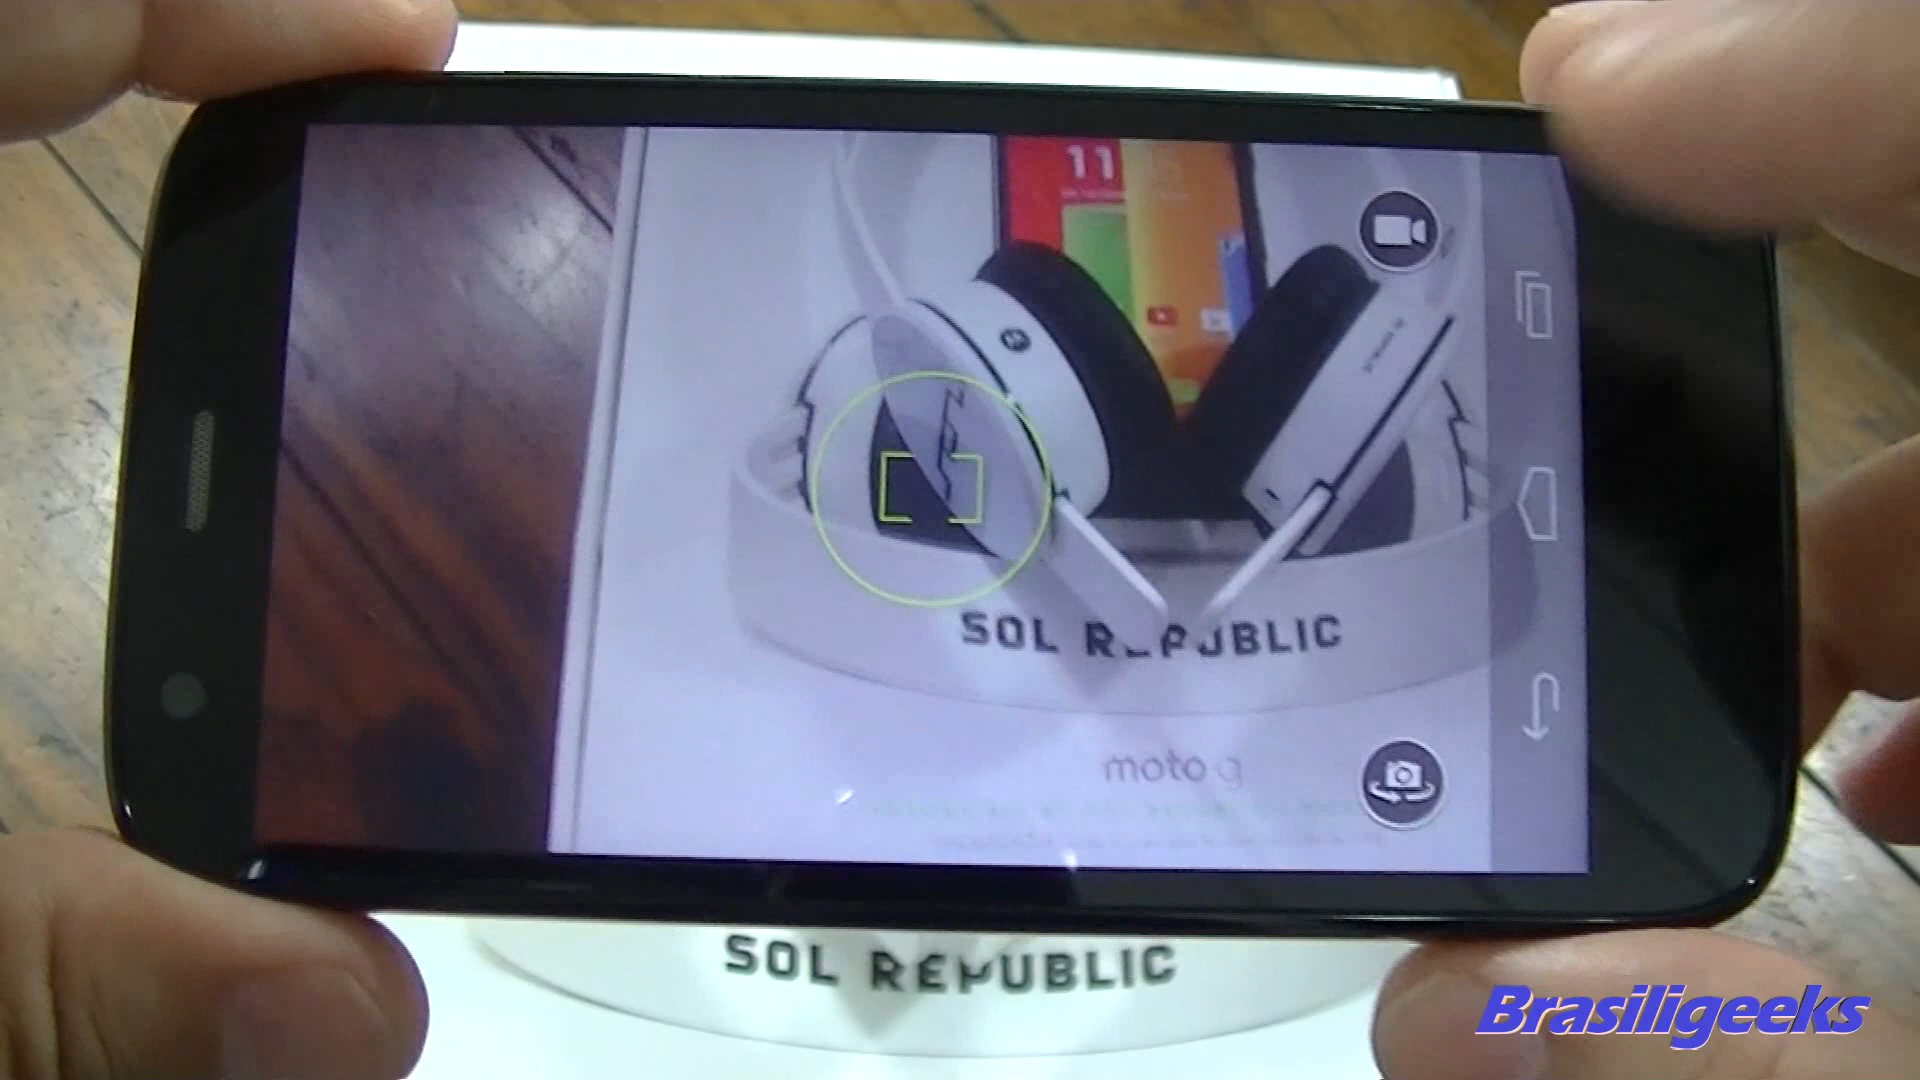 11
SOL REPUBLIC
moto g
SOL REPUBLIC
Brasiligeeks